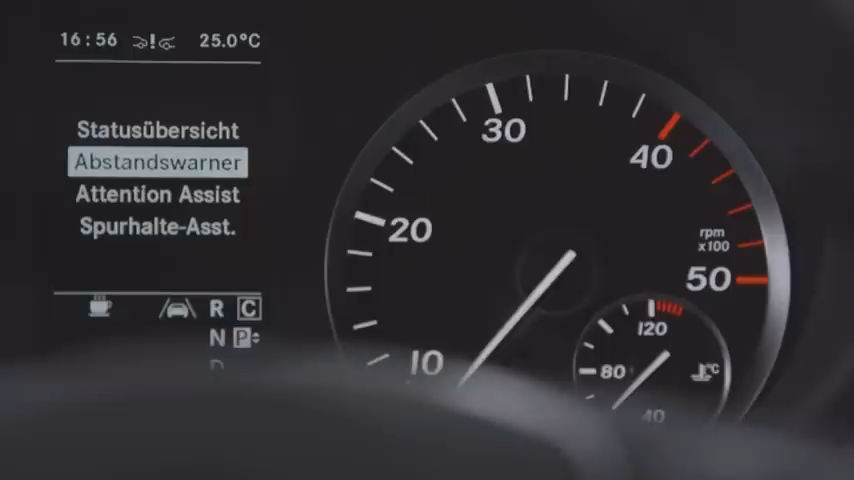 16:56 25.0°C
Statusübersicht
Abstandswarner
Attention Assist
Spurhalte-Asst.
R C
N P
D
10
20
30
40
50
rpm
x100
120
80
°C
40